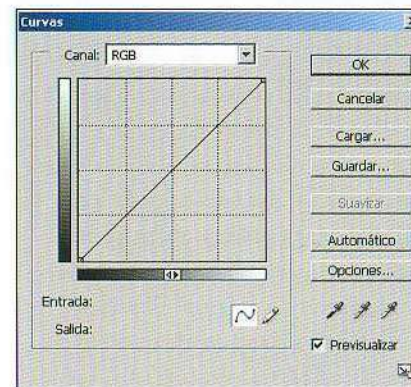 Curvas
Canal: RGB
OK
Cancelar
Cargar...
Guardar...
Suavizar
Automático
Opciones...
Entrada:
Salida:
Previsualizar